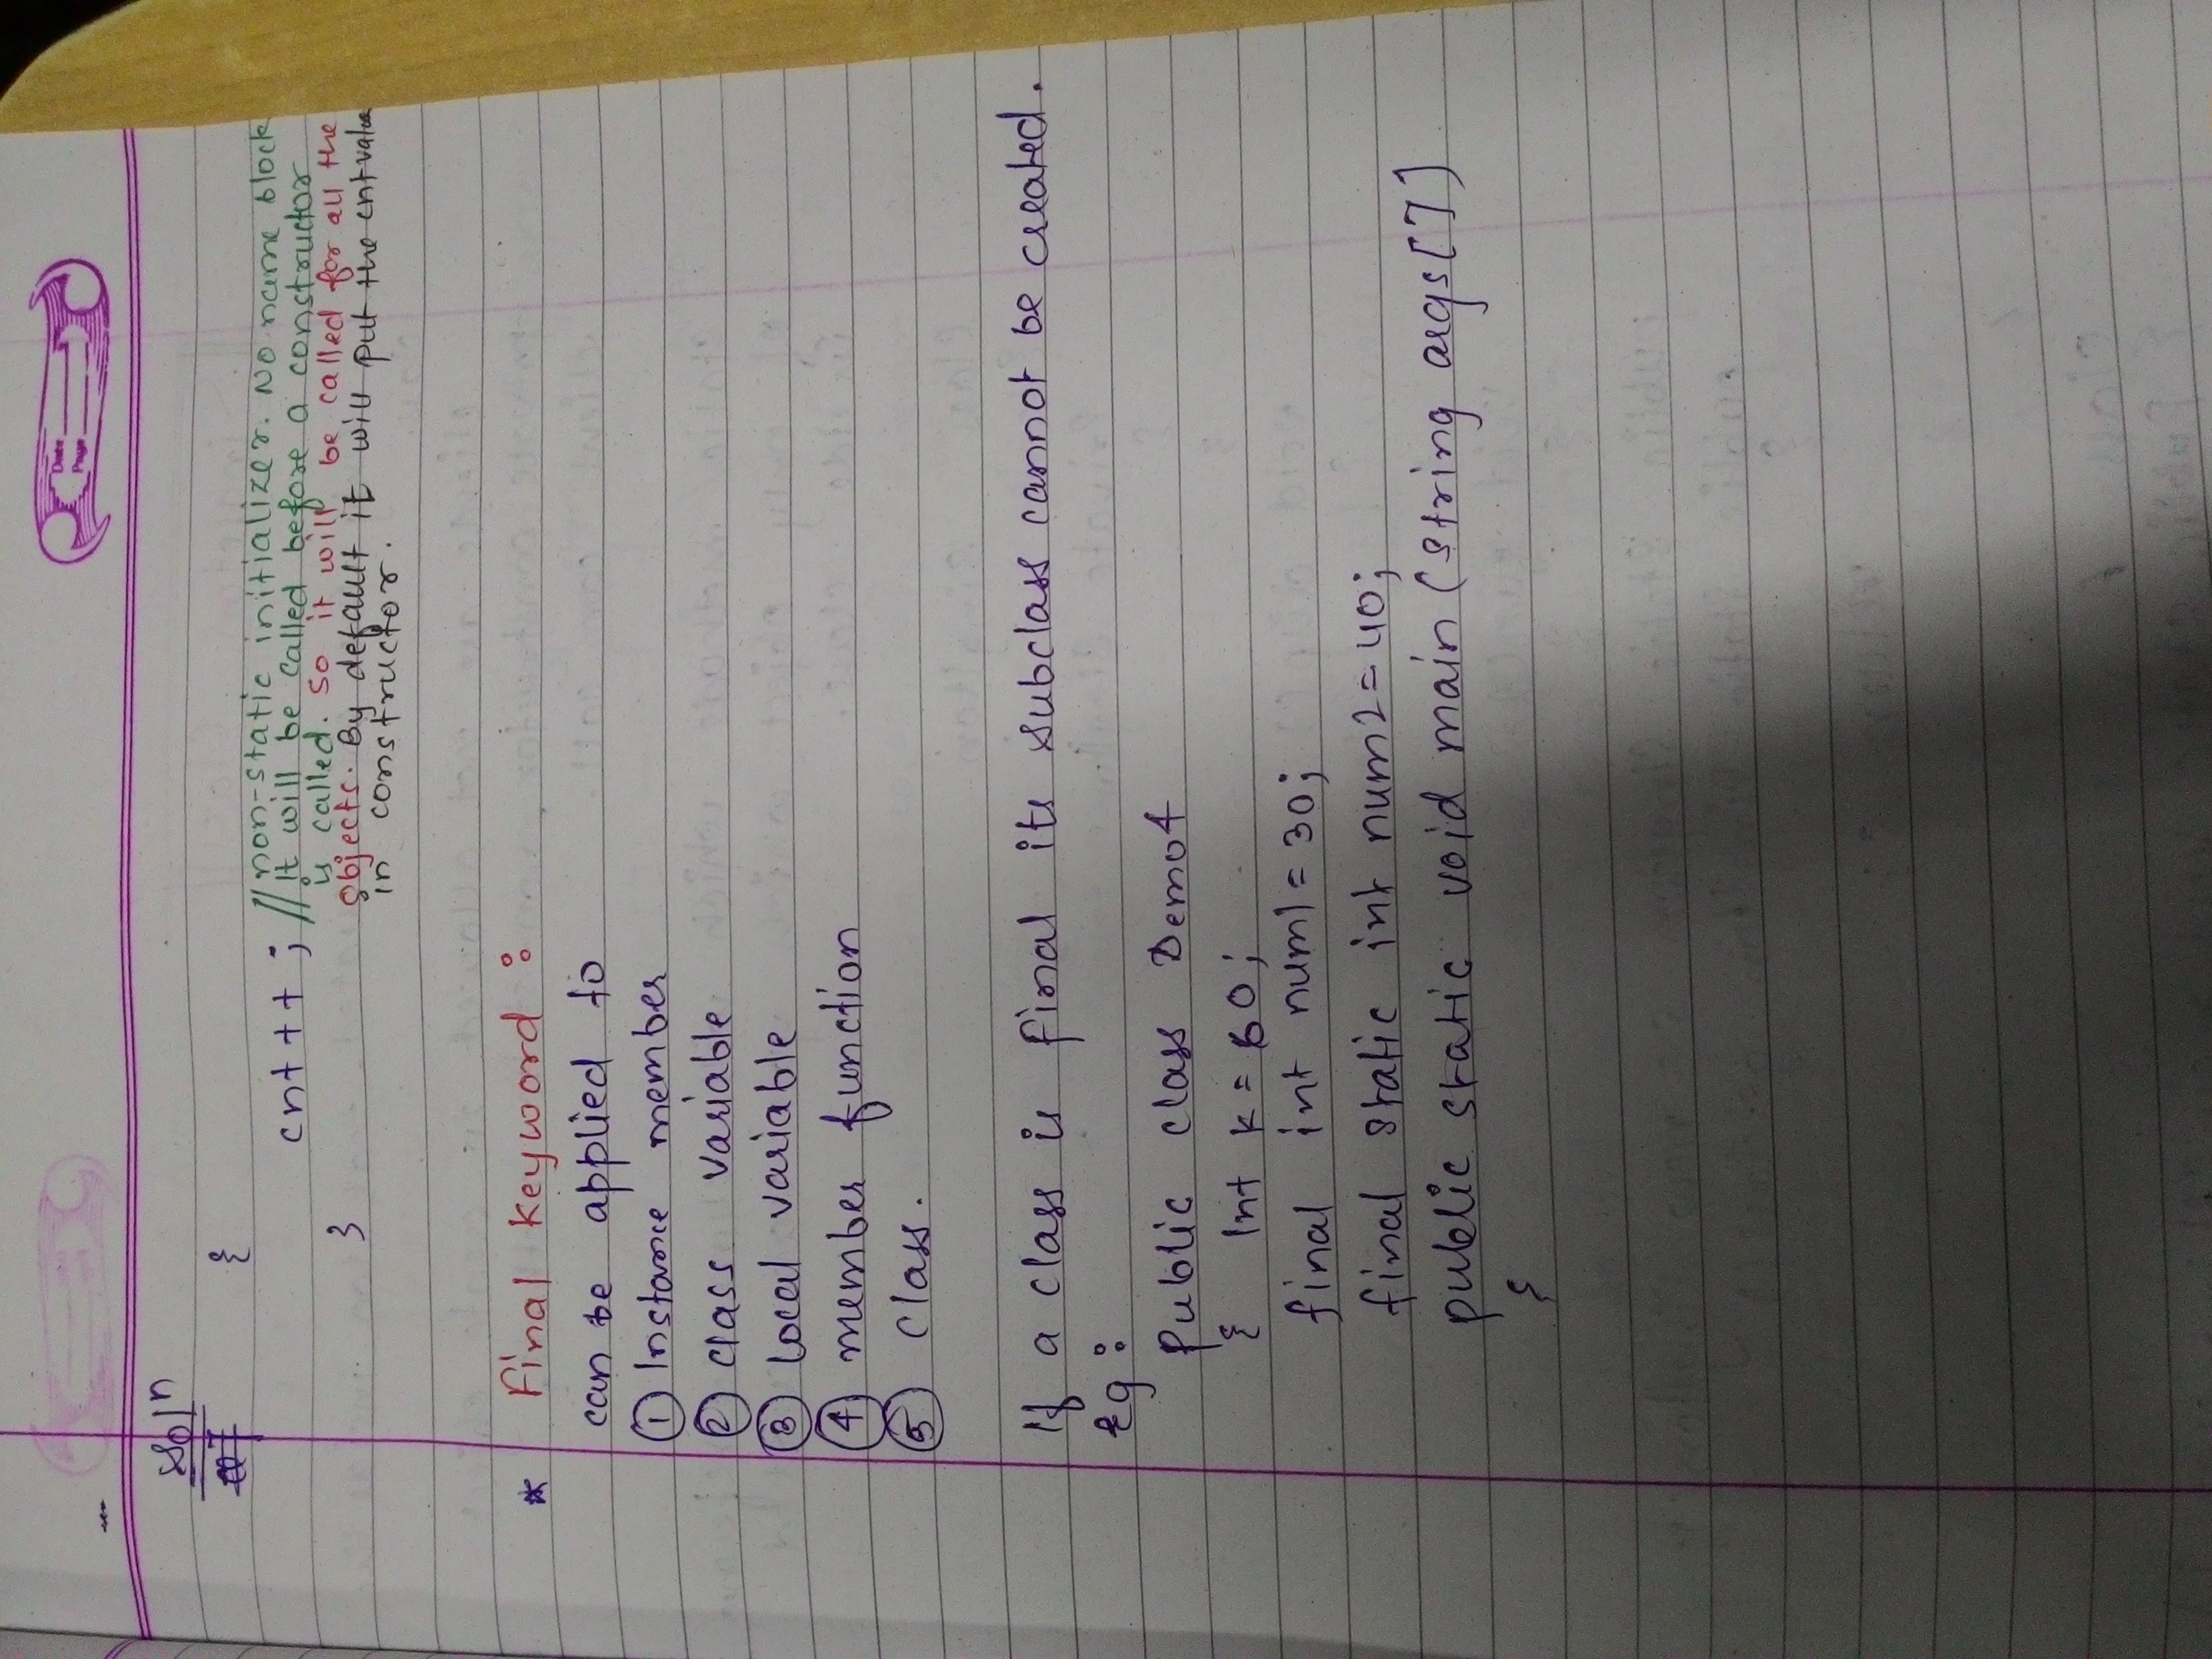 Date
Page
Soln
{
cnt++; // non-static initializer. No name block
It will be called before a constructor
is called. So it will be called for all the
objects. By default it will put the cnt value
in constructor.
}
* Final keyword :
can be applied to
① Instance member
② class variable
③ local variable
④ member function
⑤ class.
If a class is final its subclass cannot be created.
Eg :
Public class Demo4
{ Int k = 60;
final int num1 = 30;
final static int num2 = 40;
public static void main (String args[]
{